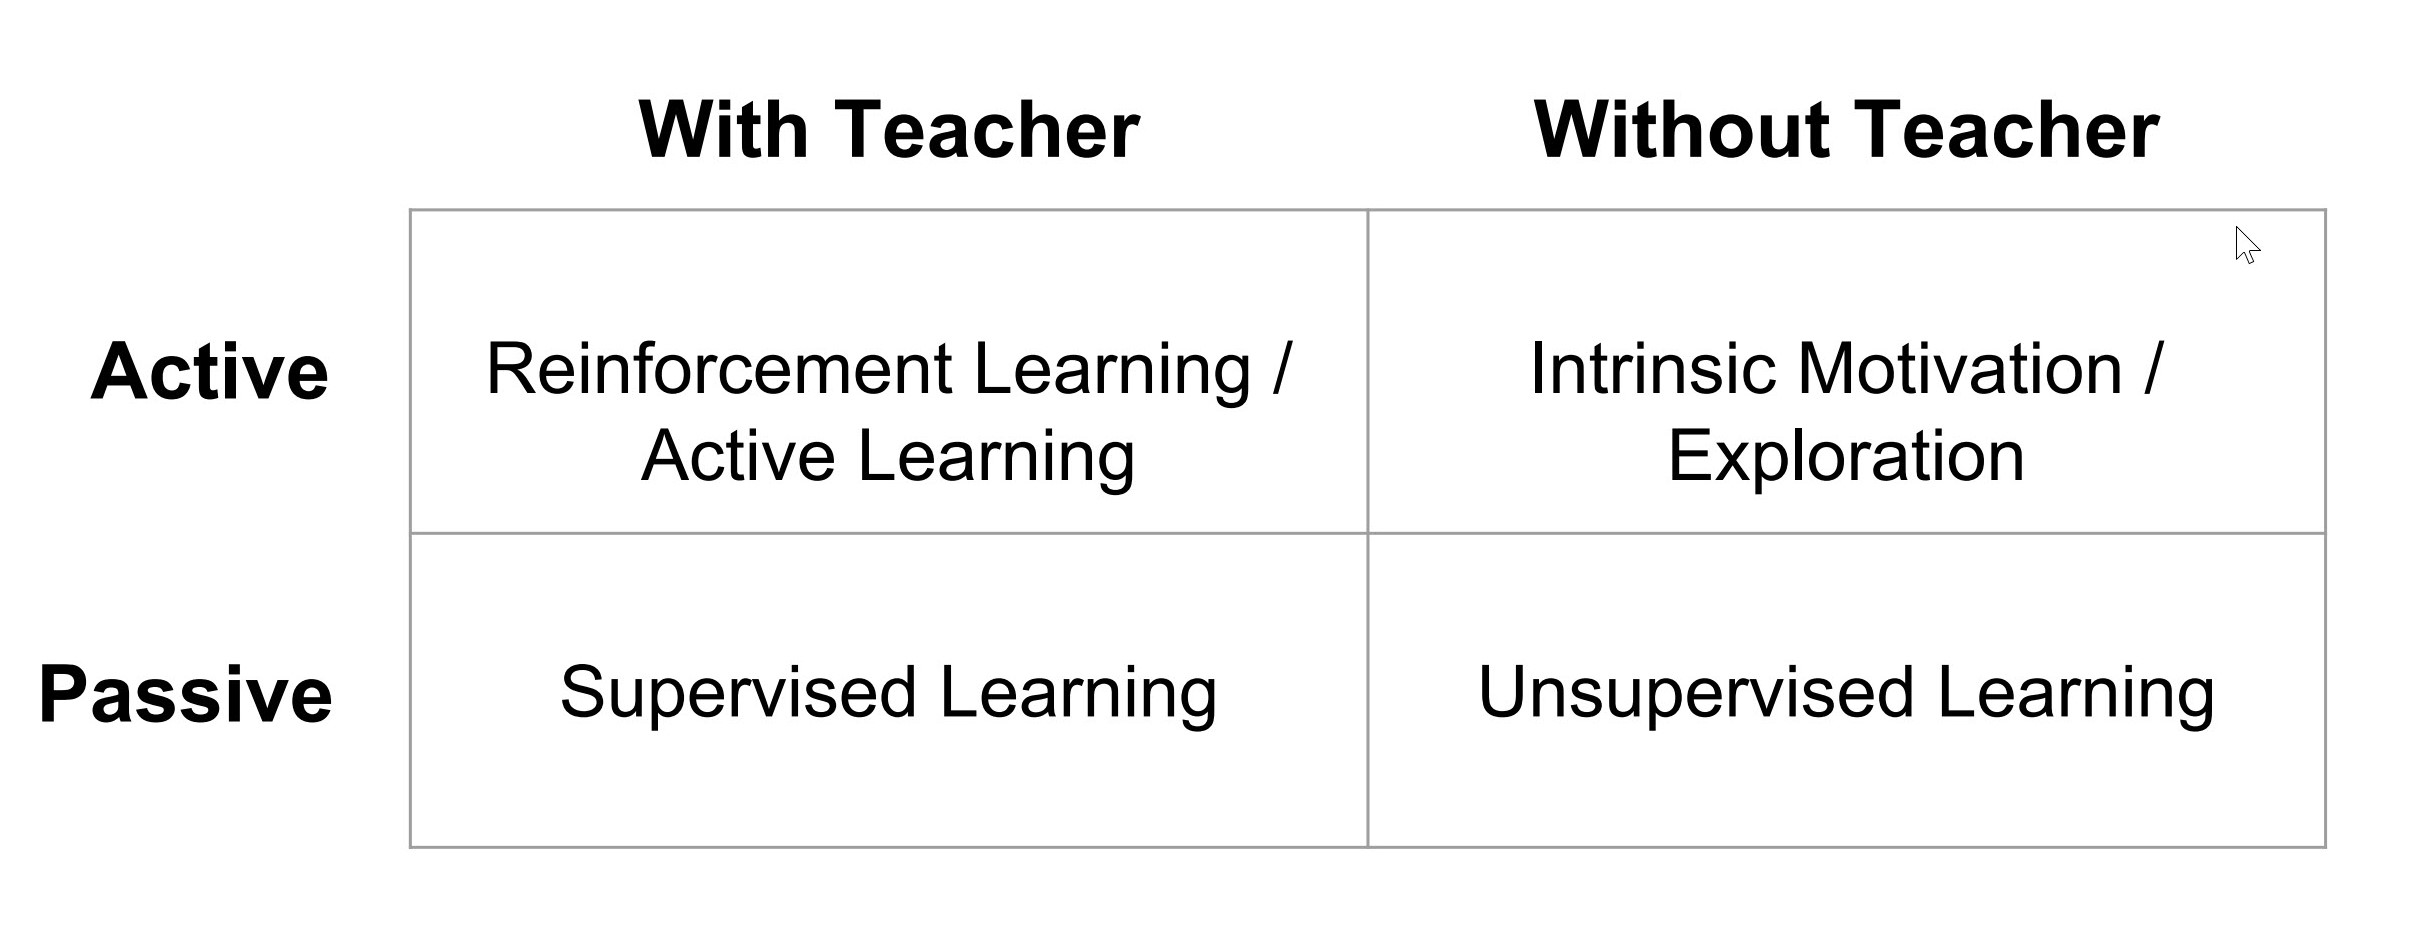 With Teacher Without Teacher
Active
Reinforcement Learning /
Active Learning
Intrinsic Motivation /
Exploration
Passive
Supervised Learning
Unsupervised Learning